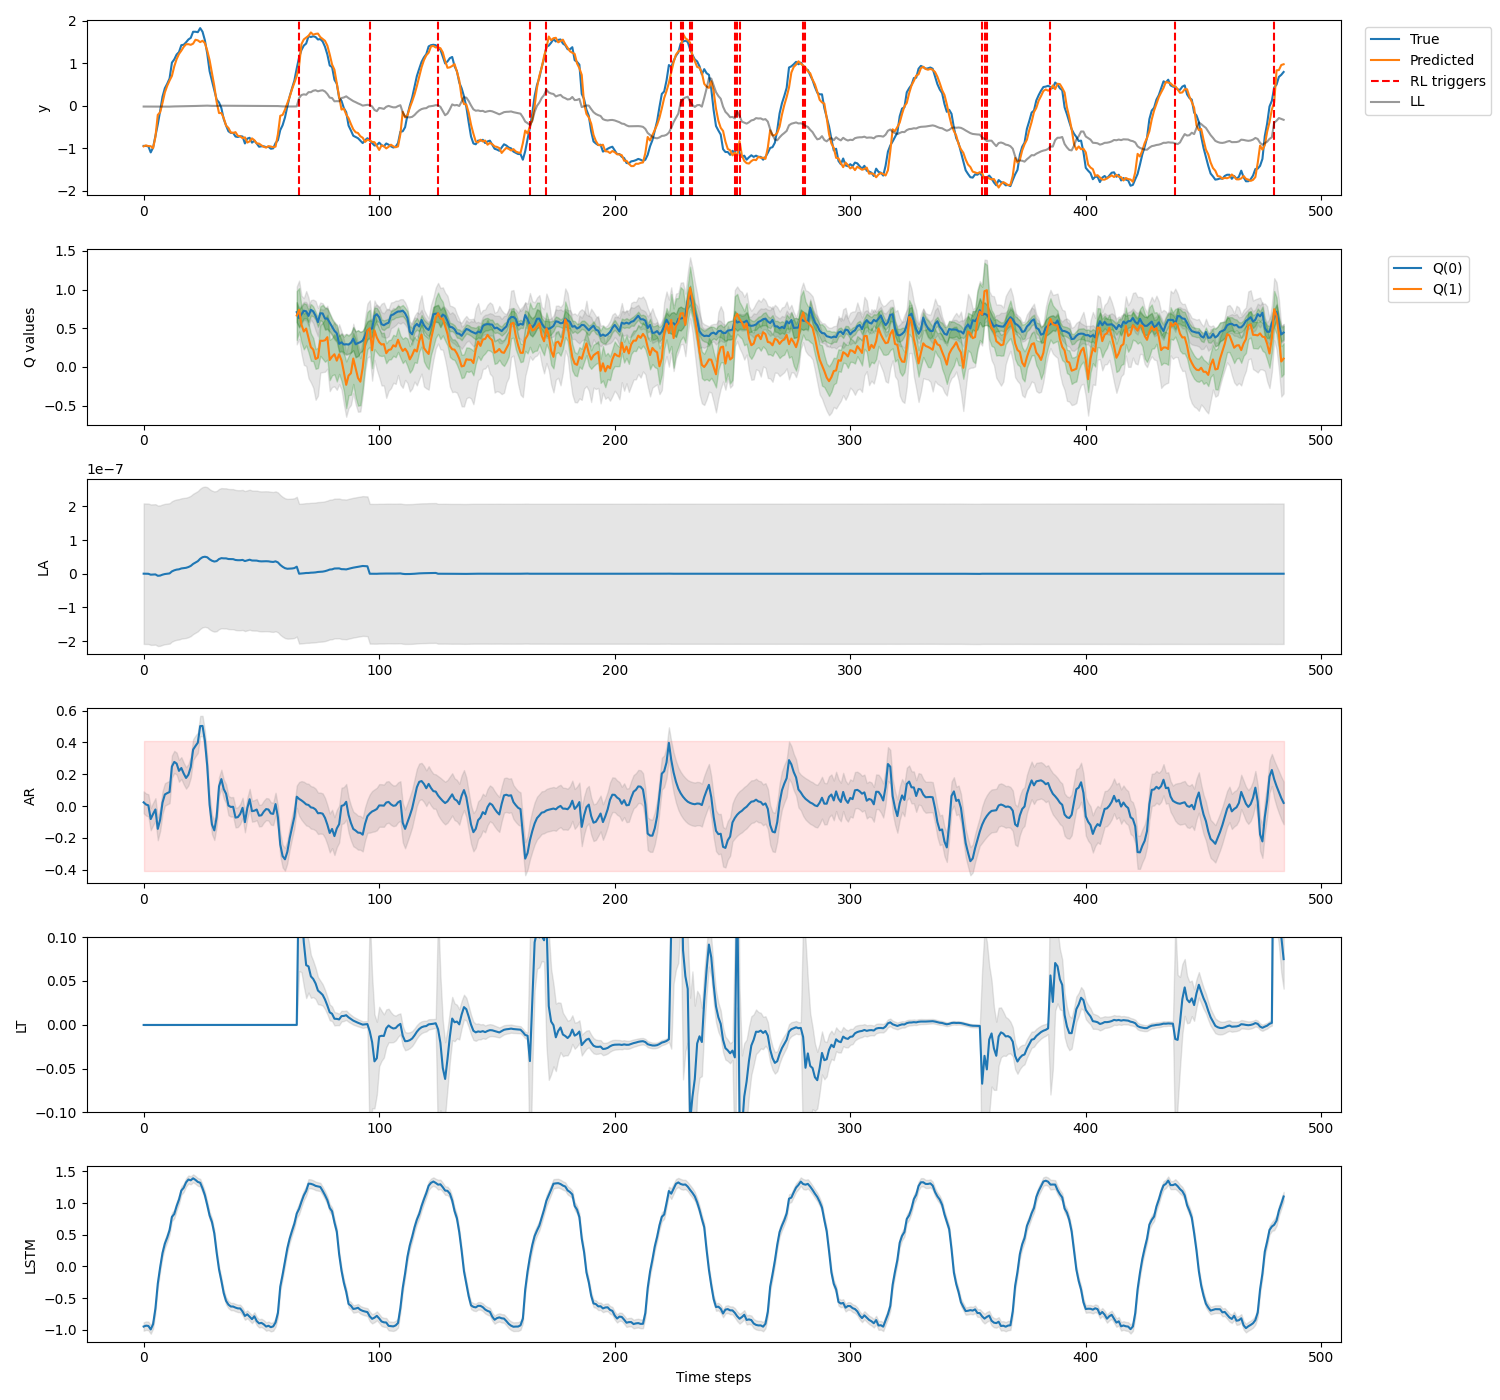 2
1
0
−1
−2
y
0 100 200 300 400 500
True
Predicted
RL triggers
LL
1.5
1.0
0.5
0.0
−0.5
Q values
0 100 200 300 400 500
Q(0)
Q(1)
1e−7
2
1
0
−1
−2
LA
0 100 200 300 400 500
0.6
0.4
0.2
0.0
−0.2
−0.4
AR
0 100 200 300 400 500
0.10
0.05
0.00
−0.05
−0.10
LT
0 100 200 300 400 500
1.5
1.0
0.5
0.0
−0.5
−1.0
LSTM
0 100 200 300 400 500
Time steps